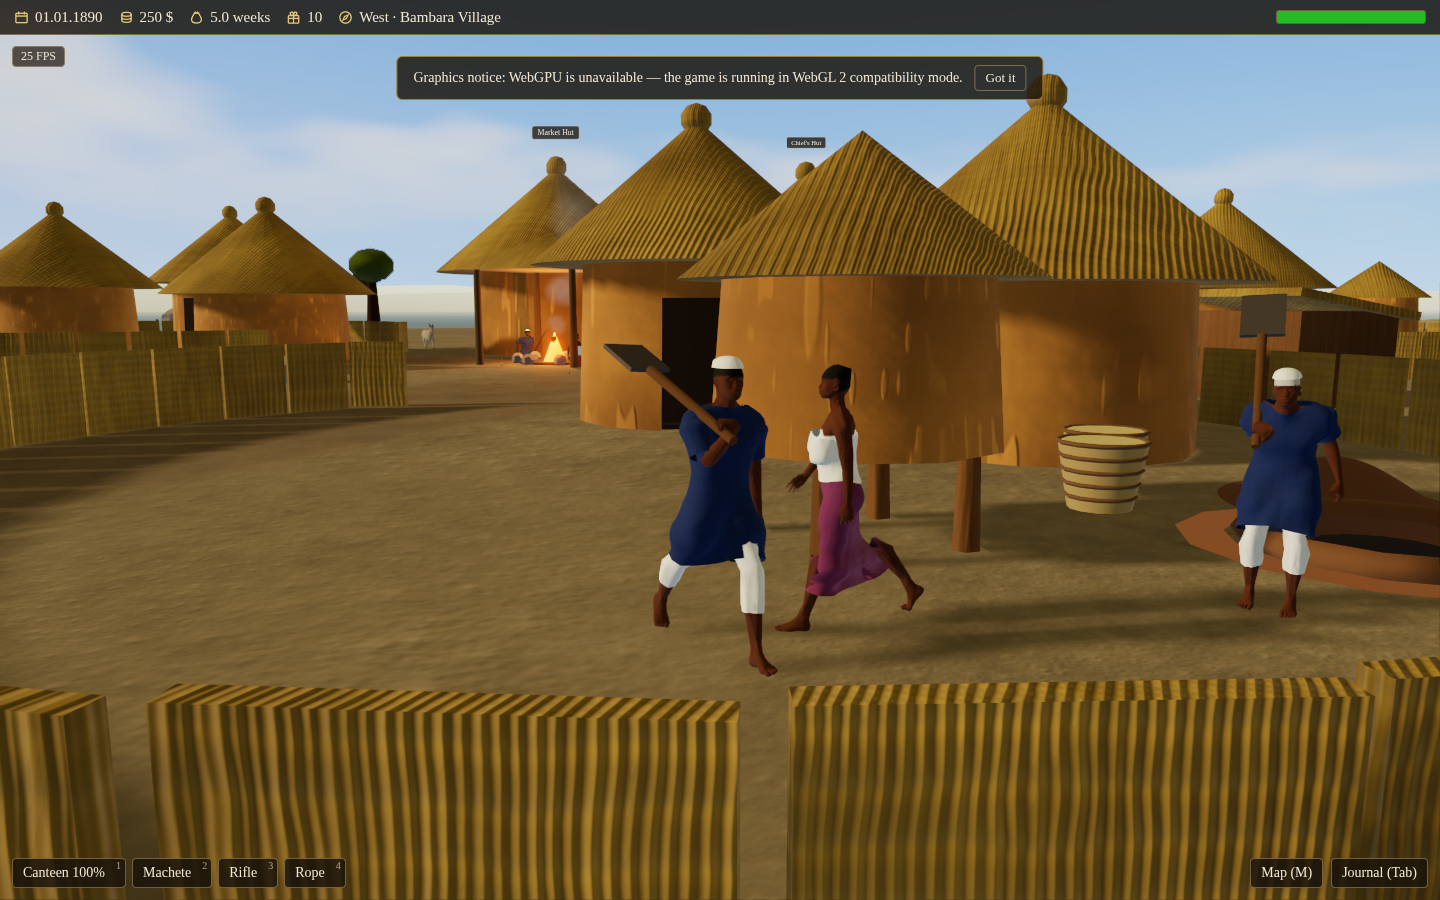 01.01.1890
250 $
5.0 weeks
10
West · Bambara Village
25 FPS
Graphics notice: WebGPU is unavailable — the game is running in WebGL 2 compatibility mode.
Got it
Market Hut
Chief's Hut
Canteen 100% 1
Machete 2
Rifle 3
Rope 4
Map (M)
Journal (Tab)